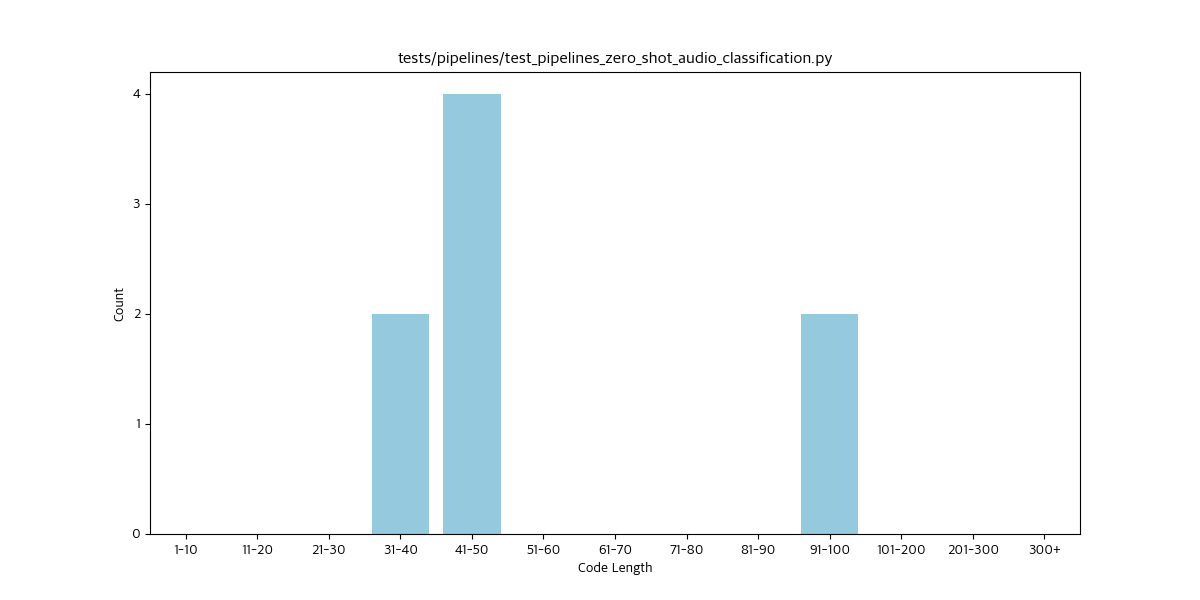 tests/pipelines/test_pipelines_zero_shot_audio_classification.py
4
3
2
1
0
Count
1-10 11-20 21-30 31-40 41-50 51-60 61-70 71-80 81-90 91-100 101-200 201-300 300+
Code Length